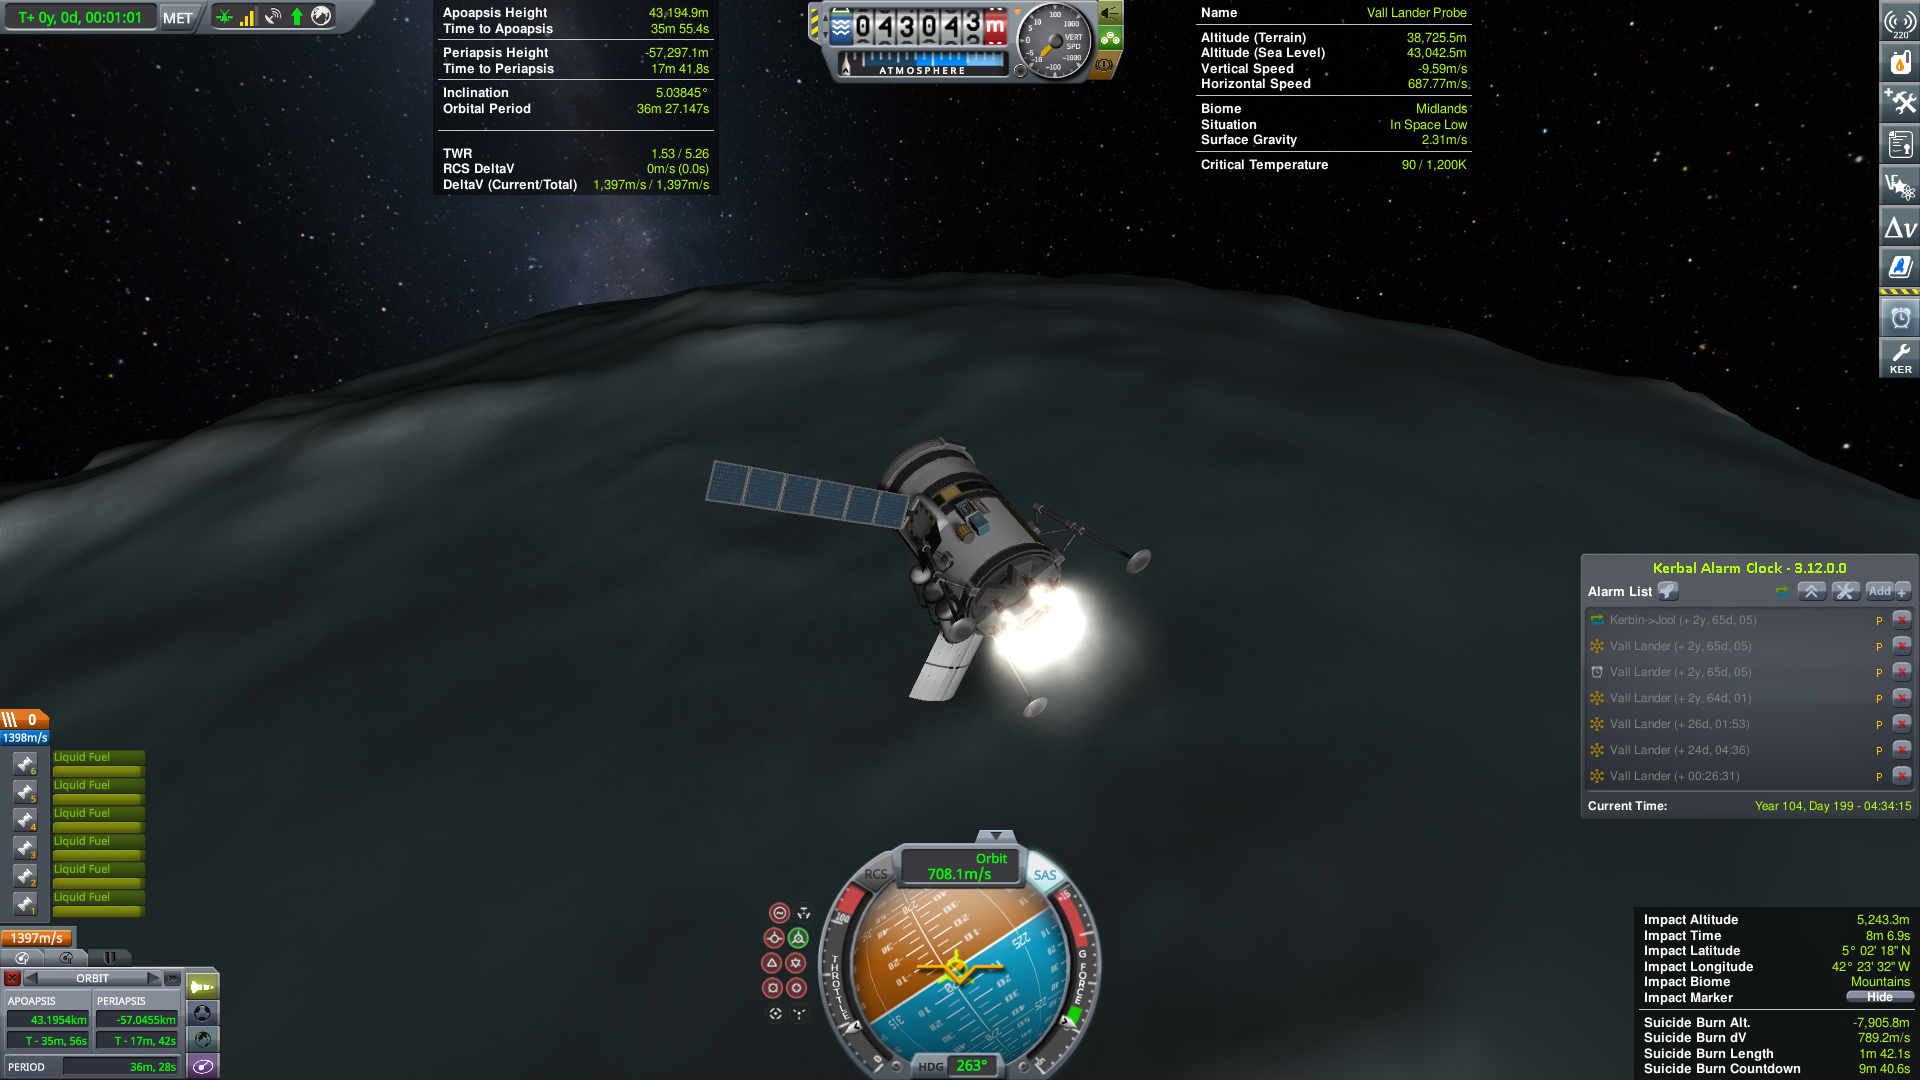 T+ 0y, 0d, 00:01:01 MET
Apoapsis Height 43,194.9m
Time to Apoapsis 35m 55.4s
Periapsis Height -57,297.1m
Time to Periapsis 17m 41.8s
Inclination 5.03845°
Orbital Period 36m 27.147s
TWR 1.53 / 5.26
RCS DeltaV 0m/s (0.0s)
DeltaV (Current/Total) 1,397m/s / 1,397m/s
043043 m
ATMOSPHERE
VERT SPD
Name Vall Lander Probe
Altitude (Terrain) 38,725.5m
Altitude (Sea Level) 43,042.5m
Vertical Speed -9.59m/s
Horizontal Speed 687.77m/s
Biome Midlands
Situation In Space Low
Surface Gravity 2.31m/s
Critical Temperature 90 / 1,200K
220
Δv
KER
Kerbal Alarm Clock - 3.12.0.0
Alarm List Add +
Kerbin->Jool (+ 2y, 65d, 05) P
Vall Lander (+ 2y, 65d, 05) P
Vall Lander (+ 2y, 65d, 05) P
Vall Lander (+ 2y, 64d, 01) P
Vall Lander (+ 26d, 01:53) P
Vall Lander (+ 24d, 04:36) P
Vall Lander (+ 00:26:31) P
Current Time: Year 104, Day 199 - 04:34:15
0
1398m/s
6 Liquid Fuel
5 Liquid Fuel
4 Liquid Fuel
3 Liquid Fuel
2 Liquid Fuel
1 Liquid Fuel
1397m/s
ORBIT
APOAPSIS PERIAPSIS
43.1954km -57.0455km
T - 35m, 56s T - 17m, 42s
PERIOD 36m, 28s
Orbit
708.1m/s
RCS SAS
THROTTLE
G FORCE
HDG 263°
Impact Altitude 5,243.3m
Impact Time 8m 6.9s
Impact Latitude 5° 02' 18" N
Impact Longitude 42° 23' 32" W
Impact Biome Mountains
Impact Marker Hide
Suicide Burn Alt. -7,905.8m
Suicide Burn dV 789.2m/s
Suicide Burn Length 1m 42.1s
Suicide Burn Countdown 9m 40.6s